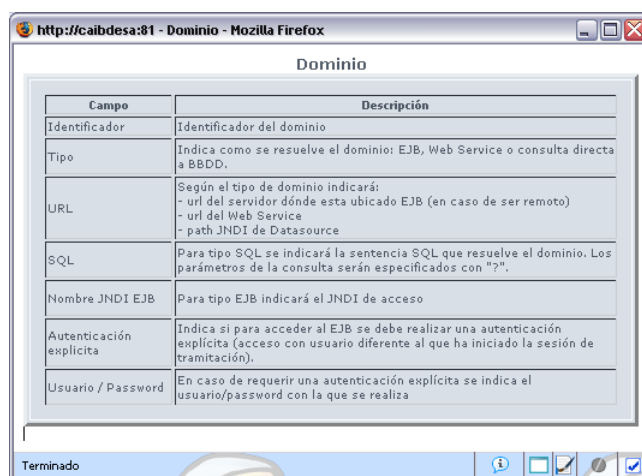 http://caibdesa:81 - Dominio - Mozilla Firefox
Dominio
Campo Descripción
Identificador Identificador del dominio
Tipo Indica como se resuelve el dominio: EJB, Web Service o consulta directa
a BBDD.
URL Según el tipo de dominio indicará:
- url del servidor dónde esta ubicado EJB (en caso de ser remoto)
- url del Web Service
- path JNDI de Datasource
SQL Para tipo SQL se indicará la sentencia SQL que resuelve el dominio. Los
parámetros de la consulta serán especificados con "?".
Nombre JNDI EJB Para tipo EJB indicará el JNDI de acceso
Autenticación
explicita
Indica si para acceder al EJB se debe realizar una autenticación
explícita (acceso con usuario diferente al que ha iniciado la sesión de
tramitación).
Usuario / Password En caso de requerir una autenticación explícita se indica el
usuario/password con la que se realiza
Terminado